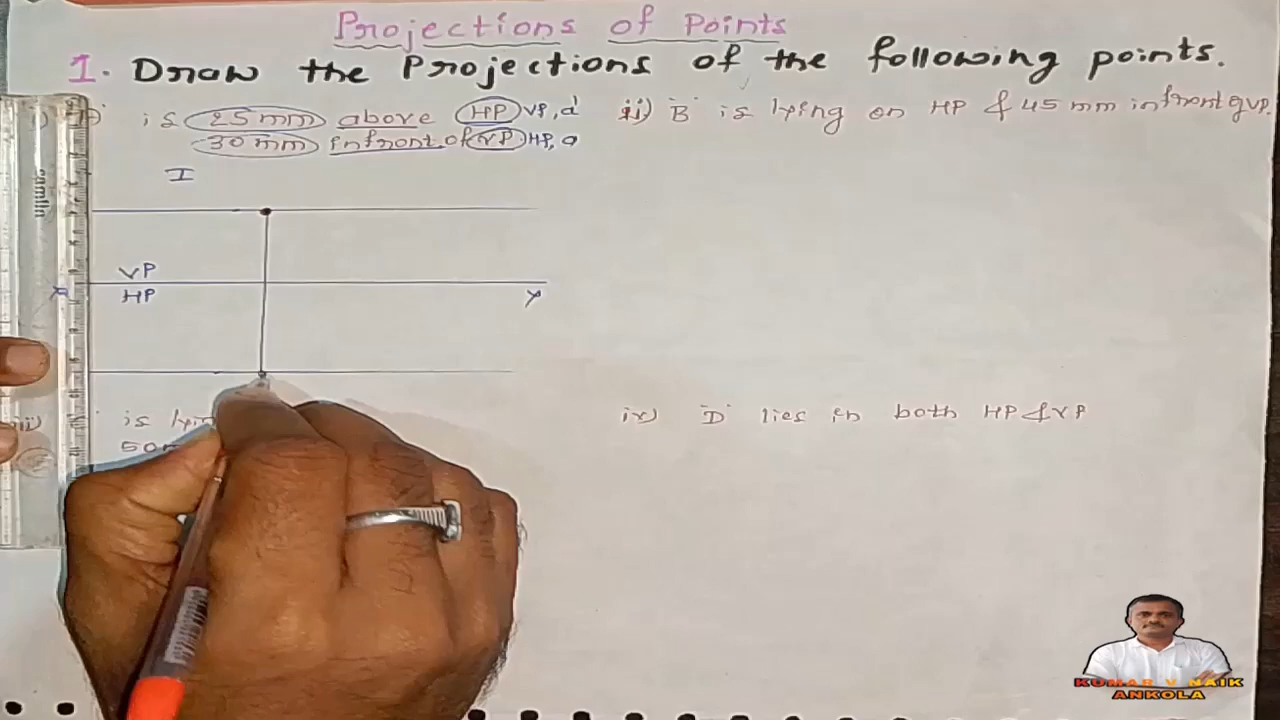 Projections of Points
1. Draw the Projections of the following points.
is 25 mm above HP VP, a'
30 mm infront of VP HP, a
ii) B is lying on HP & 45 mm infront of VP.
I
VP
HP
X
Y
camlin
is
iv) D lies in both HP & VP
KUMAR V NAIK
ANKOLA